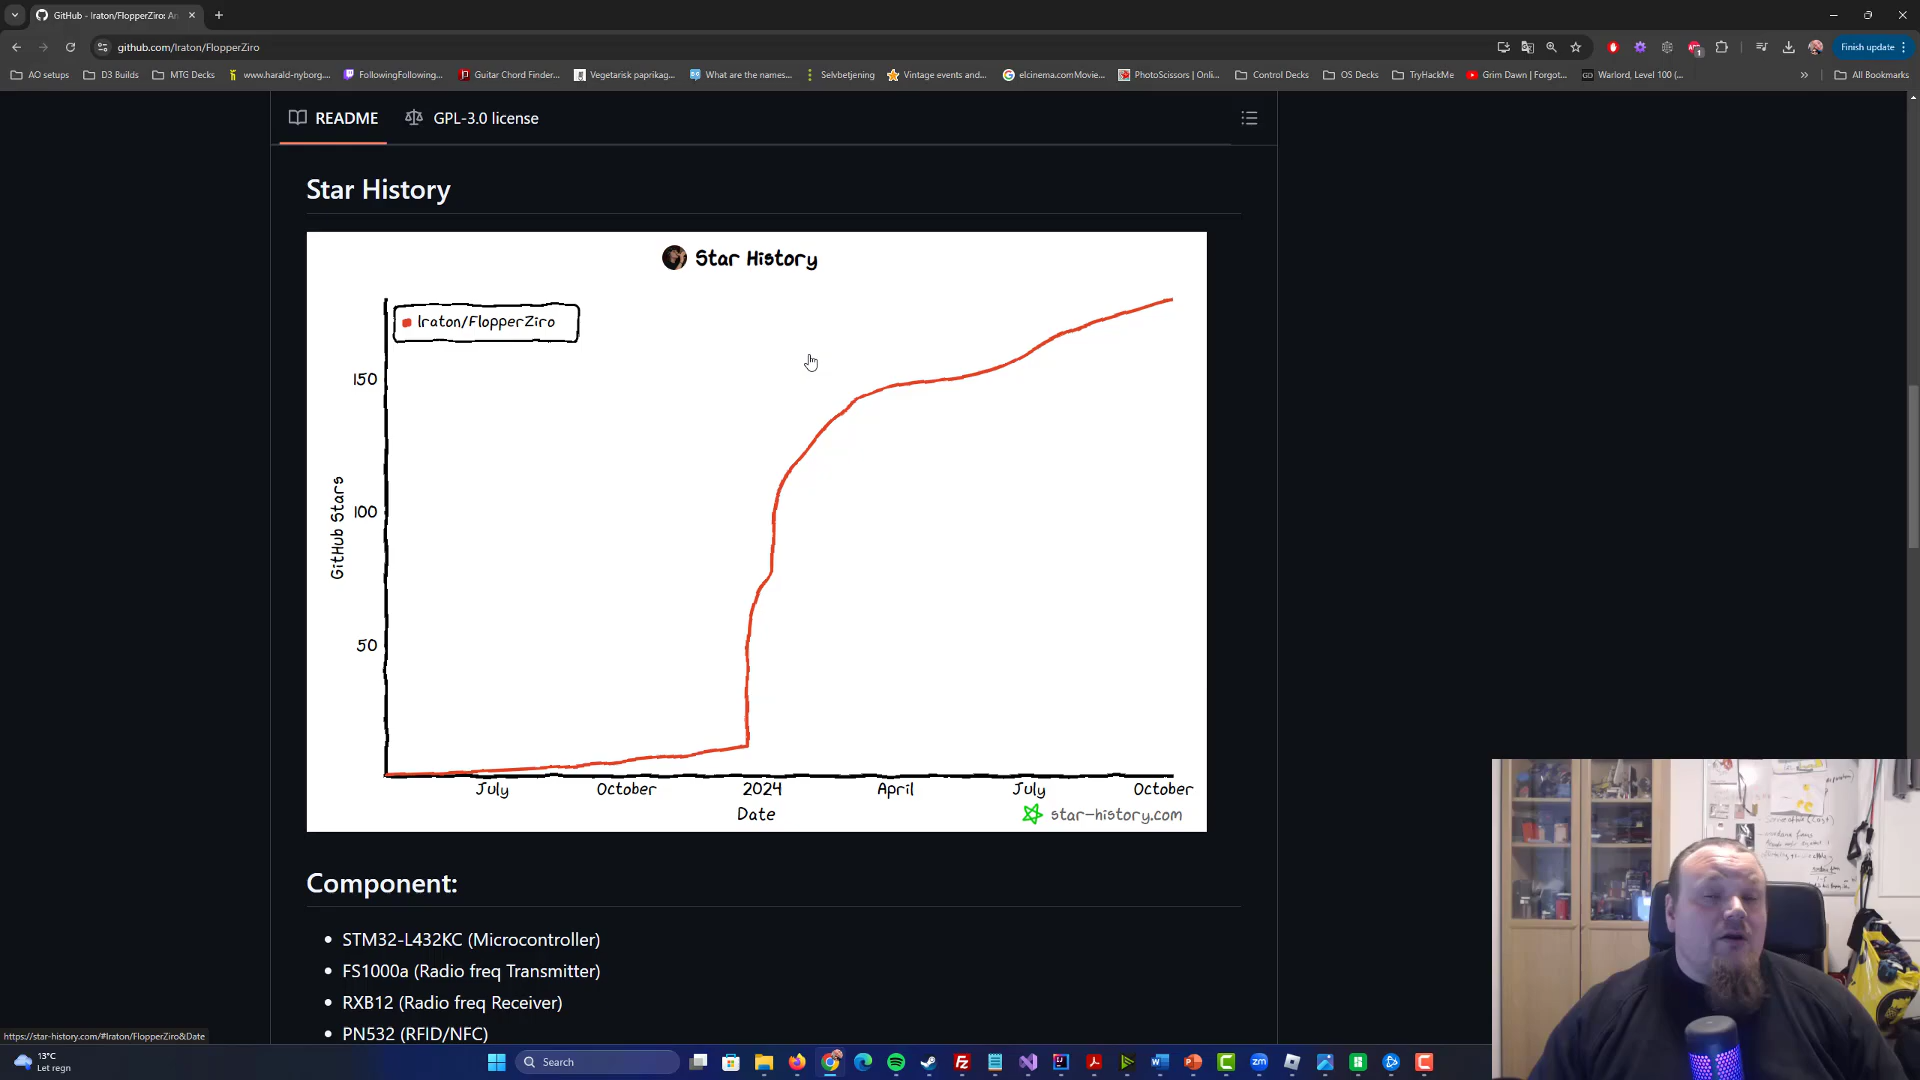 GitHub - Iraton/FlopperZiro: An
github.com/Iraton/FlopperZiro
Finish update
AO setups
D3 Builds
MTG Decks
www.harald-nyborg....
FollowingFollowing...
Guitar Chord Finder...
Vegetarisk paprikag...
What are the names...
Selvbetjening
Vintage events and...
elcinema.comMovie...
PhotoScissors | Onli...
Control Decks
OS Decks
TryHackMe
Grim Dawn | Forgot...
Warlord, Level 100 (...
All Bookmarks
README
GPL-3.0 license
Star History
Star History
Iraton/FlopperZiro
150
100
50
GitHub Stars
July
October
2024
April
July
October
Date
star-history.com
Component:
STM32-L432KC (Microcontroller)
FS1000a (Radio freq Transmitter)
RXB12 (Radio freq Receiver)
PN532 (RFID/NFC)
https://star-history.com/#Iraton/FlopperZiro&Date
13°C
Let regn
Search